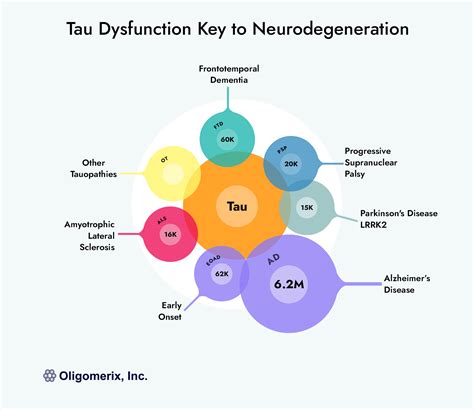 Tau Dysfunction Key to Neurodegeneration
Frontotemporal
Dementia
FTD
60K
PSP
20K
Progressive
Supranuclear
Palsy
Other
Tauopathies
OT
Tau
15K
Parkinson's Disease
LRRK2
Amyotrophic
Lateral
Sclerosis
ALS
16K
EOAD
62K
Early
Onset
AD
6.2M
Alzheimer's
Disease
Oligomerix, Inc.